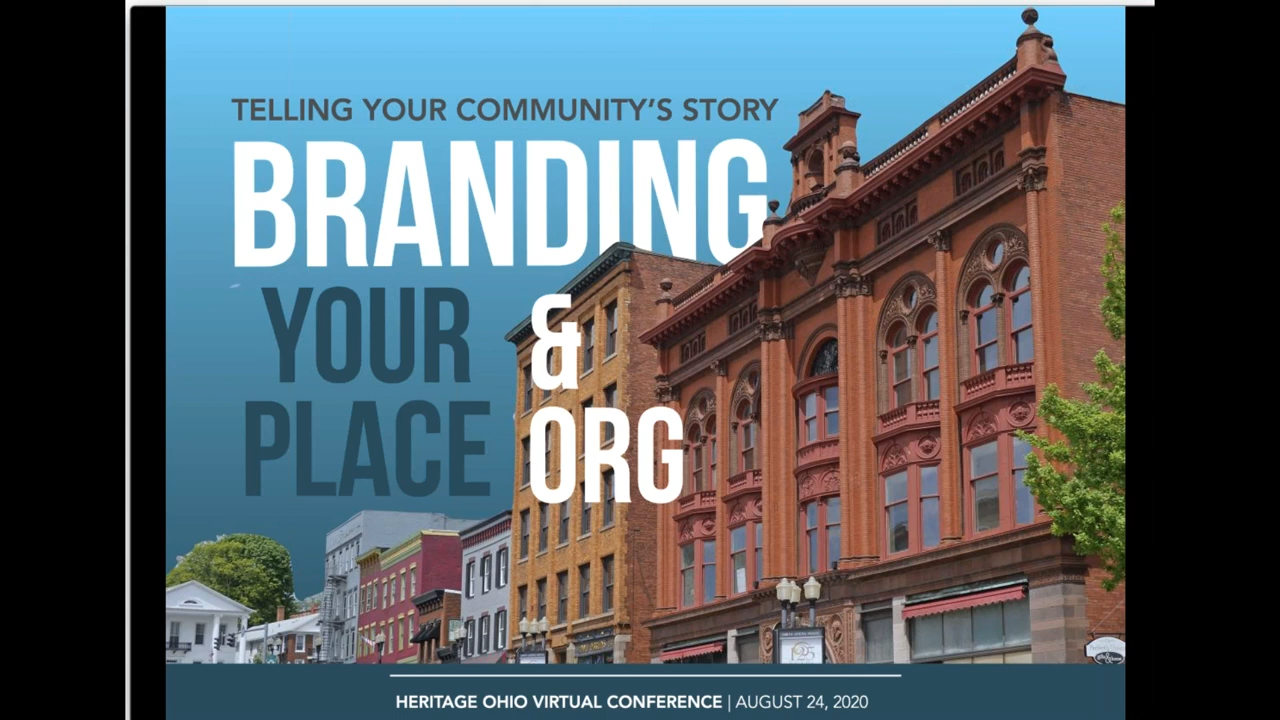 TELLING YOUR COMMUNITY'S STORY
BRANDING
YOUR &
PLACE ORG
HERITAGE OHIO VIRTUAL CONFERENCE | AUGUST 24, 2020